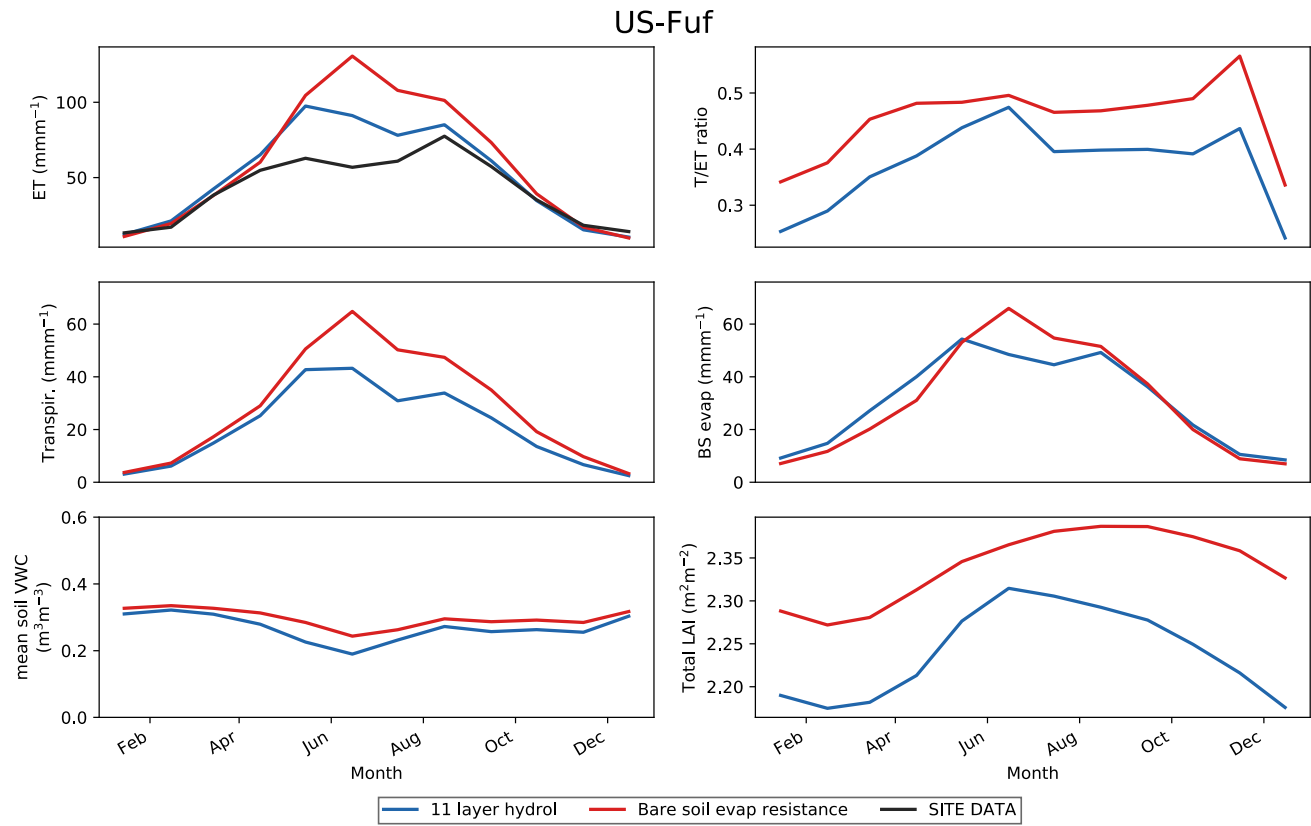 US-Fuf
ET (mmm⁻¹)
100
50
T/ET ratio
0.5
0.4
0.3
Transpir, (mmm⁻¹)
60
40
20
0
BS evap (mmm⁻¹)
60
40
20
0
mean soil VWC
(m³m⁻³)
0.6
0.4
0.2
0.0
Feb Apr Jun Aug Oct Dec
Month
Total LAI (m²m⁻²)
2.35
2.30
2.25
2.20
Feb Apr Jun Aug Oct Dec
Month
11 layer hydrol Bare soil evap resistance SITE DATA